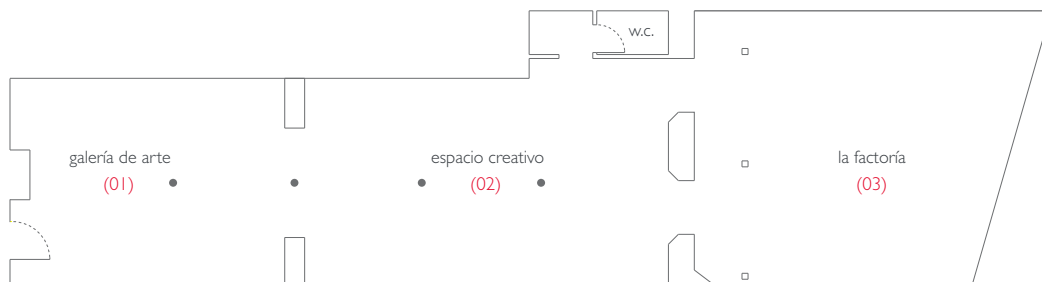 w.c.
galería de arte
(01)
espacio creativo
(02)
la factoría
(03)